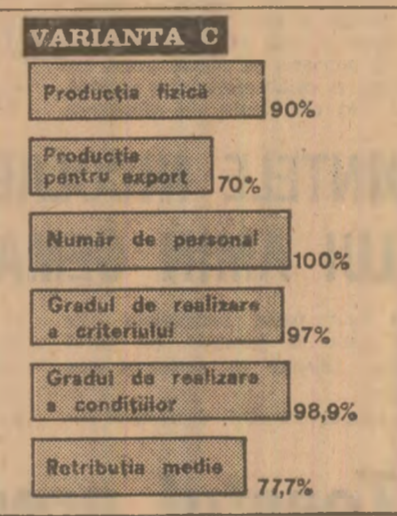 VARIANTA C
Producția fizică
90%
Producția
pentru export
70%
Număr de personal
100%
Gradul de realizare
a criteriului
97%
Gradul de realizare
a condițiilor
98,9%
Retribuția medie
77,7%